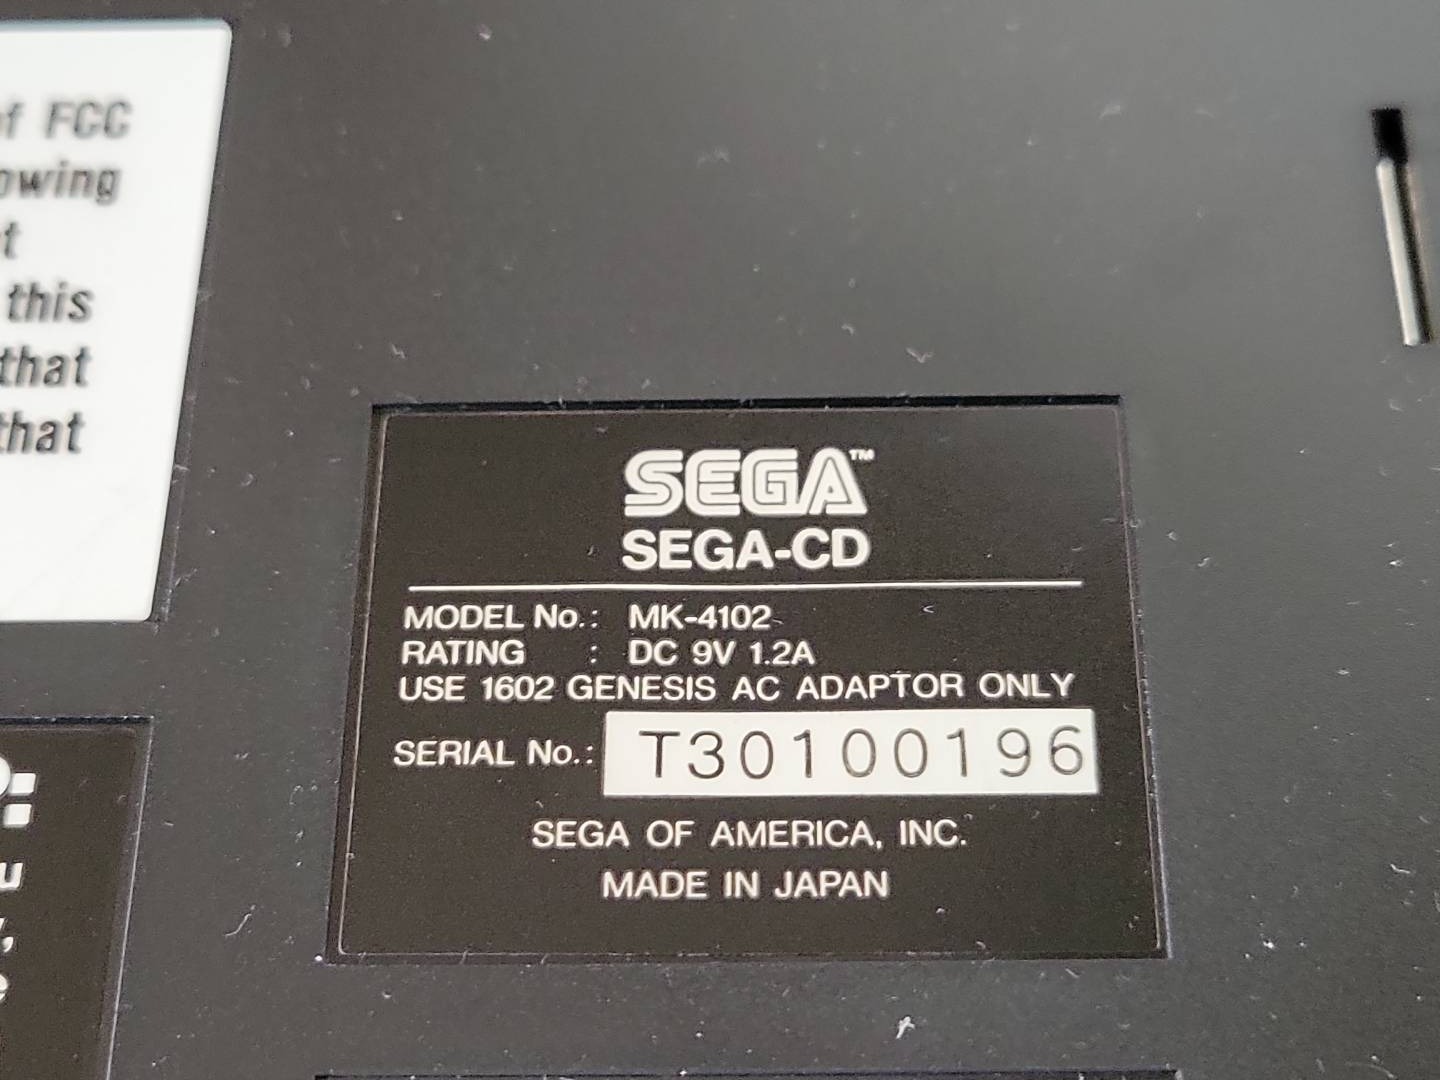 of FCC
owing
t
this
that
that
SEGA™
SEGA-CD
MODEL No.: MK-4102
RATING : DC 9V 1.2A
USE 1602 GENESIS AC ADAPTOR ONLY
SERIAL No.: T30100196
SEGA OF AMERICA, INC.
MADE IN JAPAN